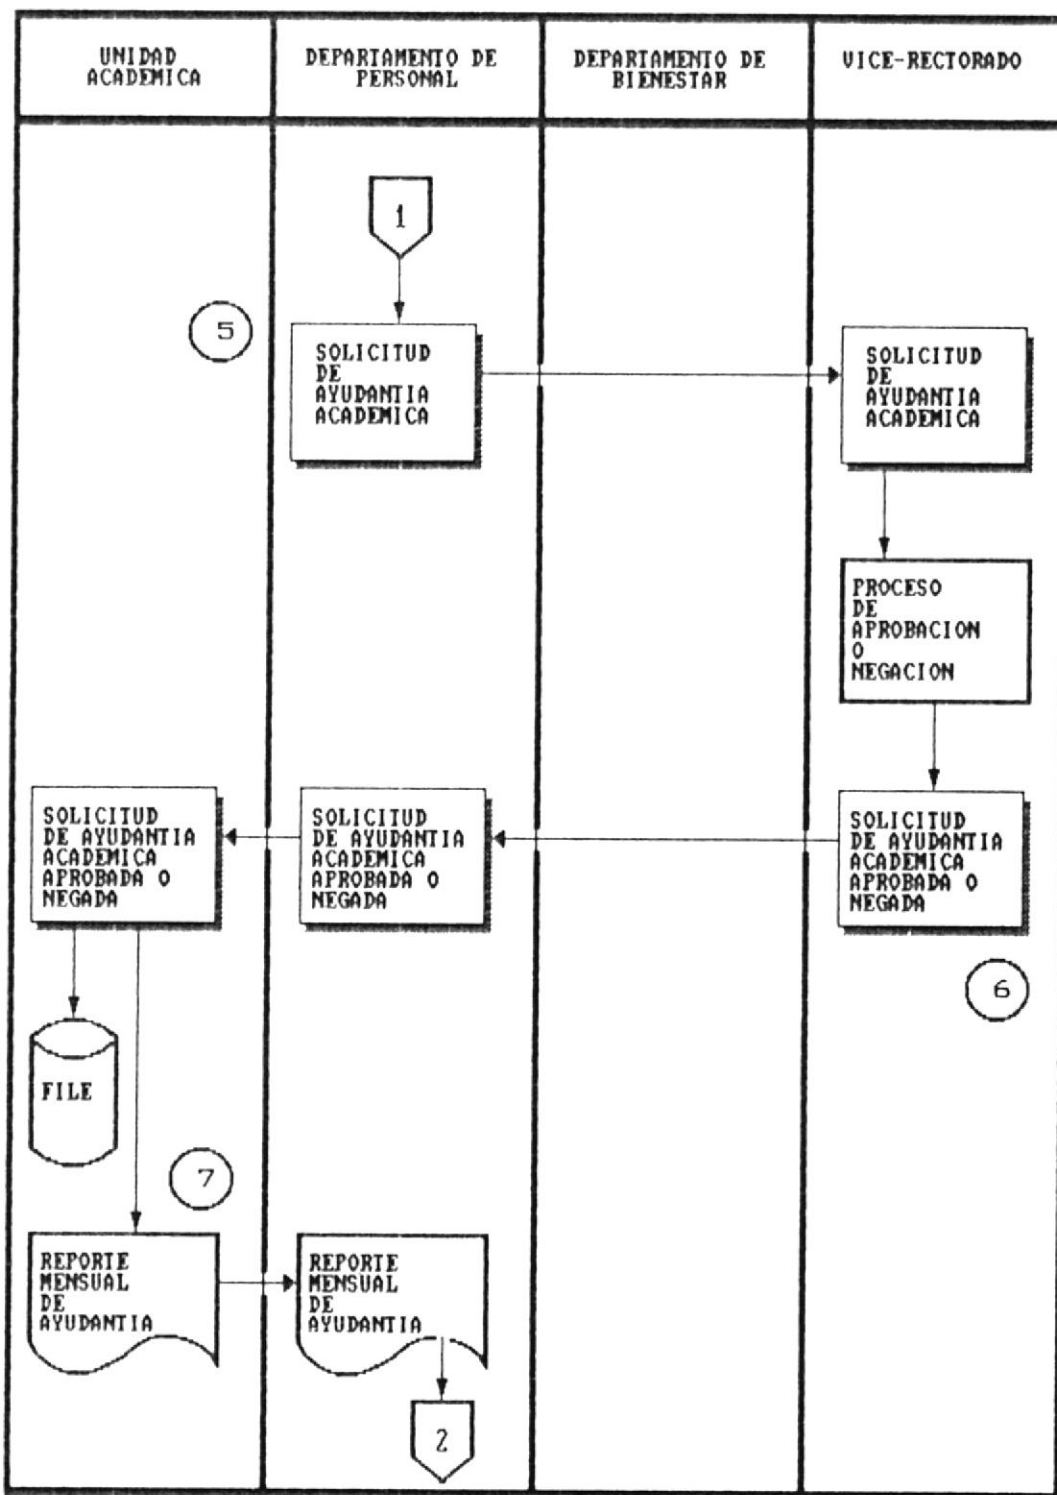 UNIDAD
ACADEMICA
DEPARTAMENTO DE
PERSONAL
DEPARTAMENTO DE
BIENESTAR
VICE-RECTORADO
1
5
SOLICITUD
DE
AYUDANTIA
ACADEMICA
SOLICITUD
DE
AYUDANTIA
ACADEMICA
PROCESO
DE
APROBACION
O
NEGACION
SOLICITUD
DE AYUDANTIA
ACADEMICA
APROBADA O
NEGADA
SOLICITUD
DE AYUDANTIA
ACADEMICA
APROBADA O
NEGADA
SOLICITUD
DE AYUDANTIA
ACADEMICA
APROBADA O
NEGADA
6
FILE
7
REPORTE
MENSUAL
DE
AYUDANTIA
REPORTE
MENSUAL
DE
AYUDANTIA
2